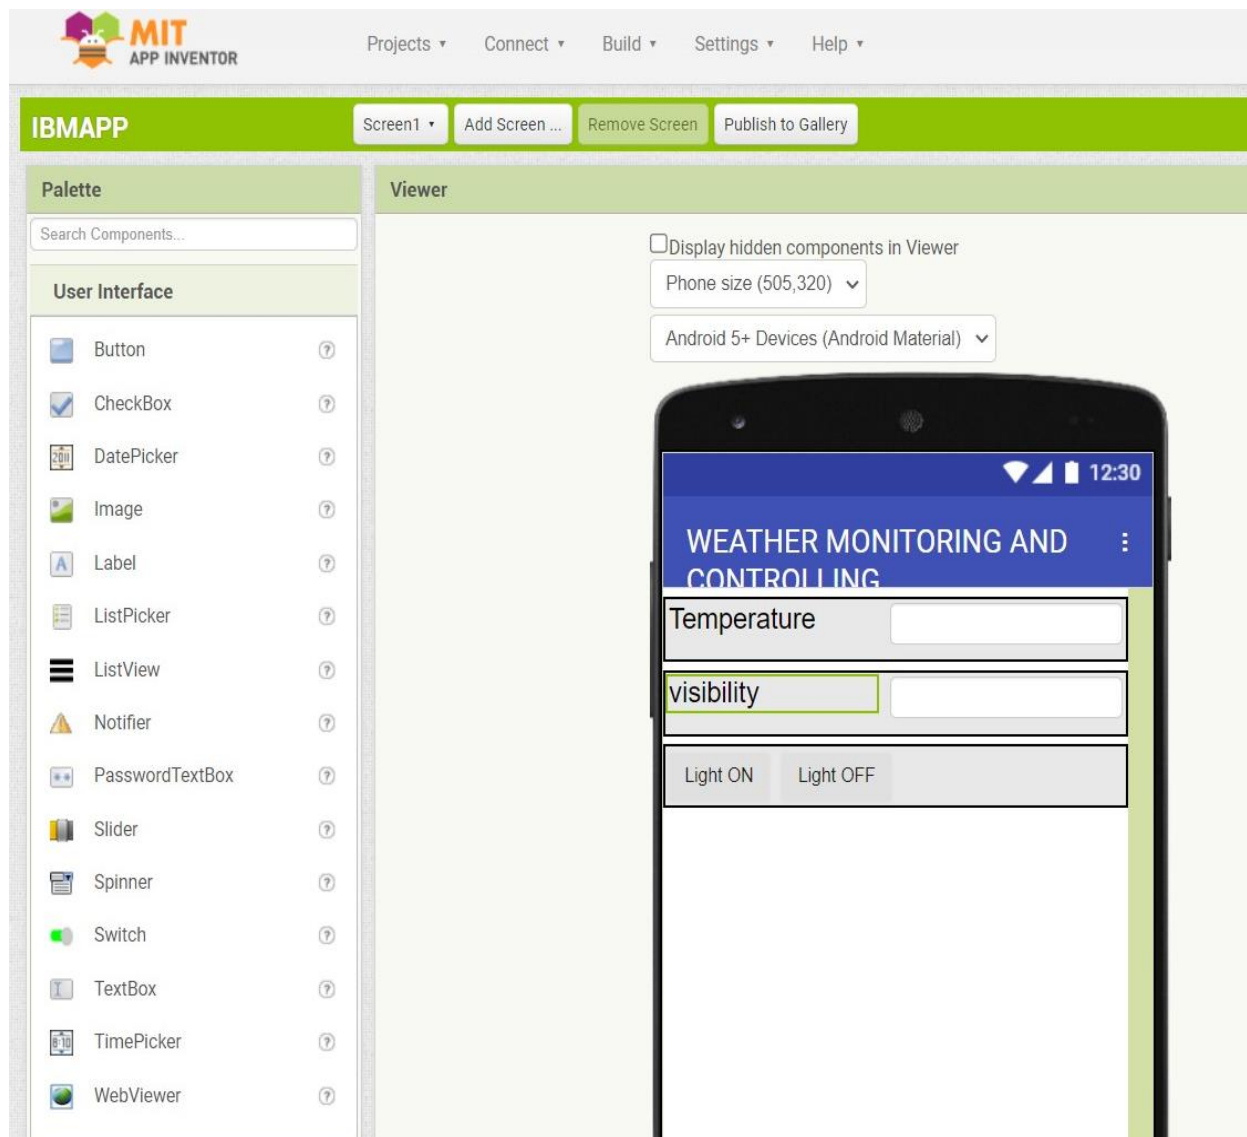 MIT
APP INVENTOR
Projects Connect Build Settings Help
IBMAPP
Screen1 Add Screen ... Remove Screen Publish to Gallery
Palette
Viewer
Search Components...
User Interface
Button ?
CheckBox ?
DatePicker ?
Image ?
Label ?
ListPicker ?
ListView ?
Notifier ?
PasswordTextBox ?
Slider ?
Spinner ?
Switch ?
TextBox ?
TimePicker ?
WebViewer ?
Display hidden components in Viewer
Phone size (505,320)
Android 5+ Devices (Android Material)
12:30
WEATHER MONITORING AND
CONTROLLING
Temperature
visibility
Light ON Light OFF